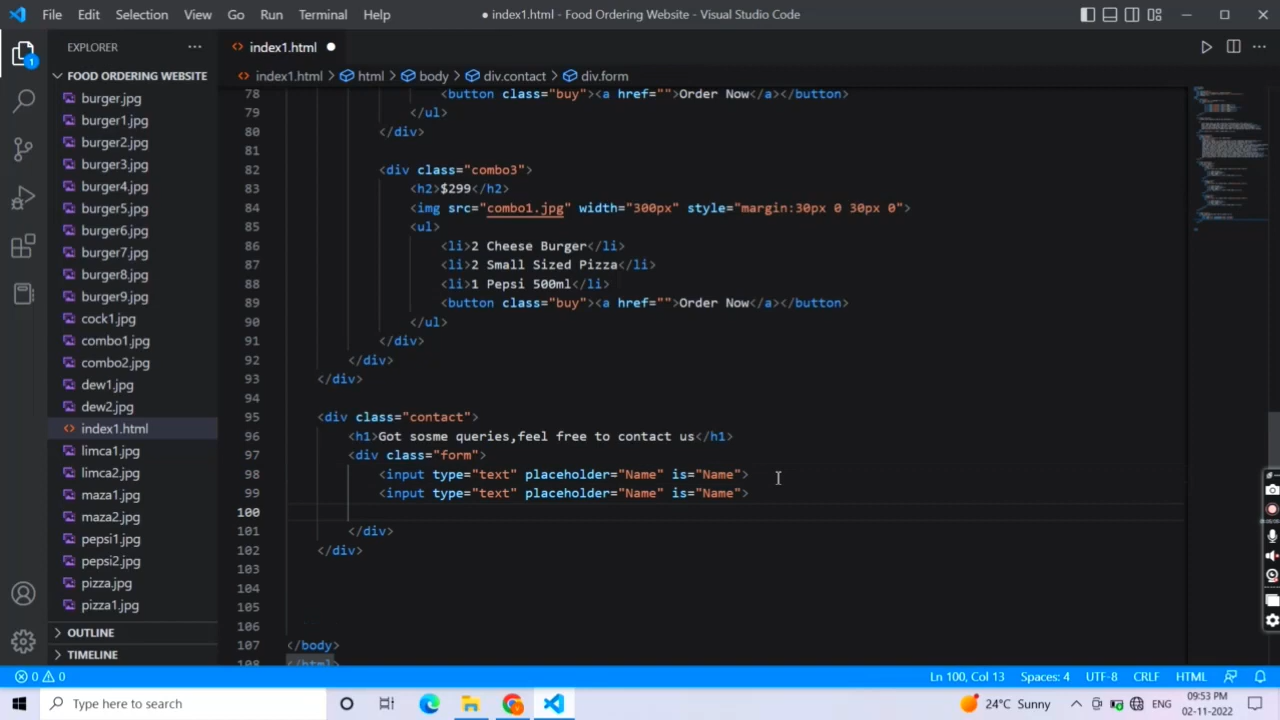 File Edit Selection View Go Run Terminal Help ● index1.html - Food Ordering Website - Visual Studio Code
EXPLORER
index1.html
FOOD ORDERING WEBSITE
index1.html > html > body > div.contact > div.form
burger.jpg
burger1.jpg
burger2.jpg
burger3.jpg
burger4.jpg
burger5.jpg
burger6.jpg
burger7.jpg
burger8.jpg
burger9.jpg
cock1.jpg
combo1.jpg
combo2.jpg
dew1.jpg
dew2.jpg
index1.html
limca1.jpg
limca2.jpg
maza1.jpg
maza2.jpg
pepsi1.jpg
pepsi2.jpg
pizza.jpg
pizza1.jpg
OUTLINE
TIMELINE
78 <button class="buy"><a href="">Order Now</a></button>
79 </ul>
80 </div>
81
82 <div class="combo3">
83 <h2>$299</h2>
84 <img src="combo1.jpg" width="300px" style="margin:30px 0 30px 0">
85 <ul>
86 <li>2 Cheese Burger</li>
87 <li>2 Small Sized Pizza</li>
88 <li>1 Pepsi 500ml</li>
89 <button class="buy"><a href="">Order Now</a></button>
90 </ul>
91 </div>
92 </div>
93 </div>
94
95 <div class="contact">
96 <h1>Got sosme queries,feel free to contact us</h1>
97 <div class="form">
98 <input type="text" placeholder="Name" is="Name">
99 <input type="text" placeholder="Name" is="Name">
100
101 </div>
102 </div>
103
104
105
106
107 </body>
108 </html>
0 0 Ln 100, Col 13 Spaces: 4 UTF-8 CRLF HTML
Type here to search 24°C Sunny ENG 09:53 PM
02-11-2022